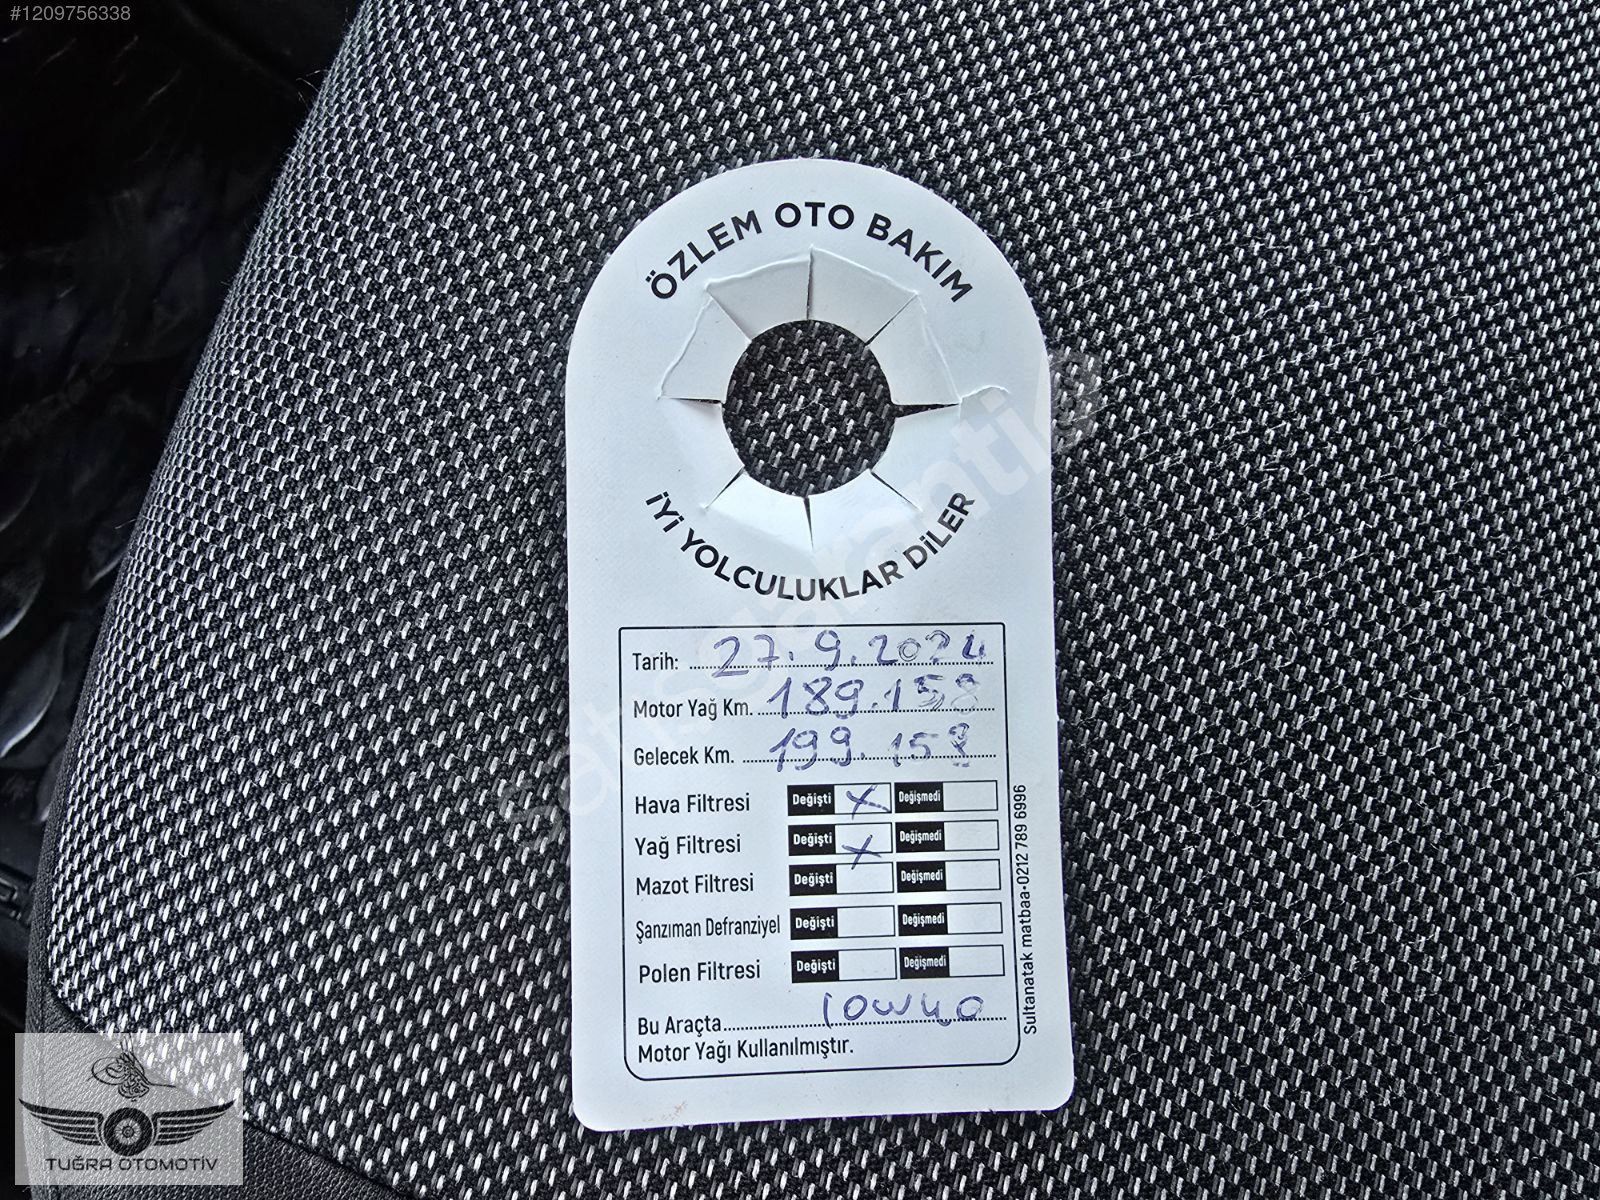 #1209756338
ÖZLEM OTO BAKIM
İYİ YOLCULUKLAR DİLER
Tarih: 27.9.2024
Motor Yağ Km. 189.158
Gelecek Km. 199.158
Hava Filtresi Değişti X Değişmedi
Yağ Filtresi Değişti X Değişmedi
Mazot Filtresi Değişti Değişmedi
Şanzıman Defranziyel Değişti Değişmedi
Polen Filtresi Değişti Değişmedi
Bu Araçta 10W40
Motor Yağı Kullanılmıştır.
Sultanatak matbaa•0212 789 6996
TUĞRA OTOMOTİV